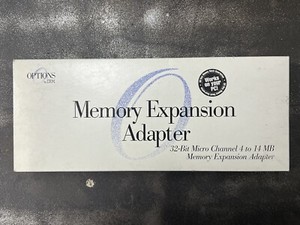 OPTIONS
by IBM
Works
on YOUR
PC!
Memory Expansion
Adapter
32-Bit Micro Channel 4 to 14 MB
Memory Expansion Adapter